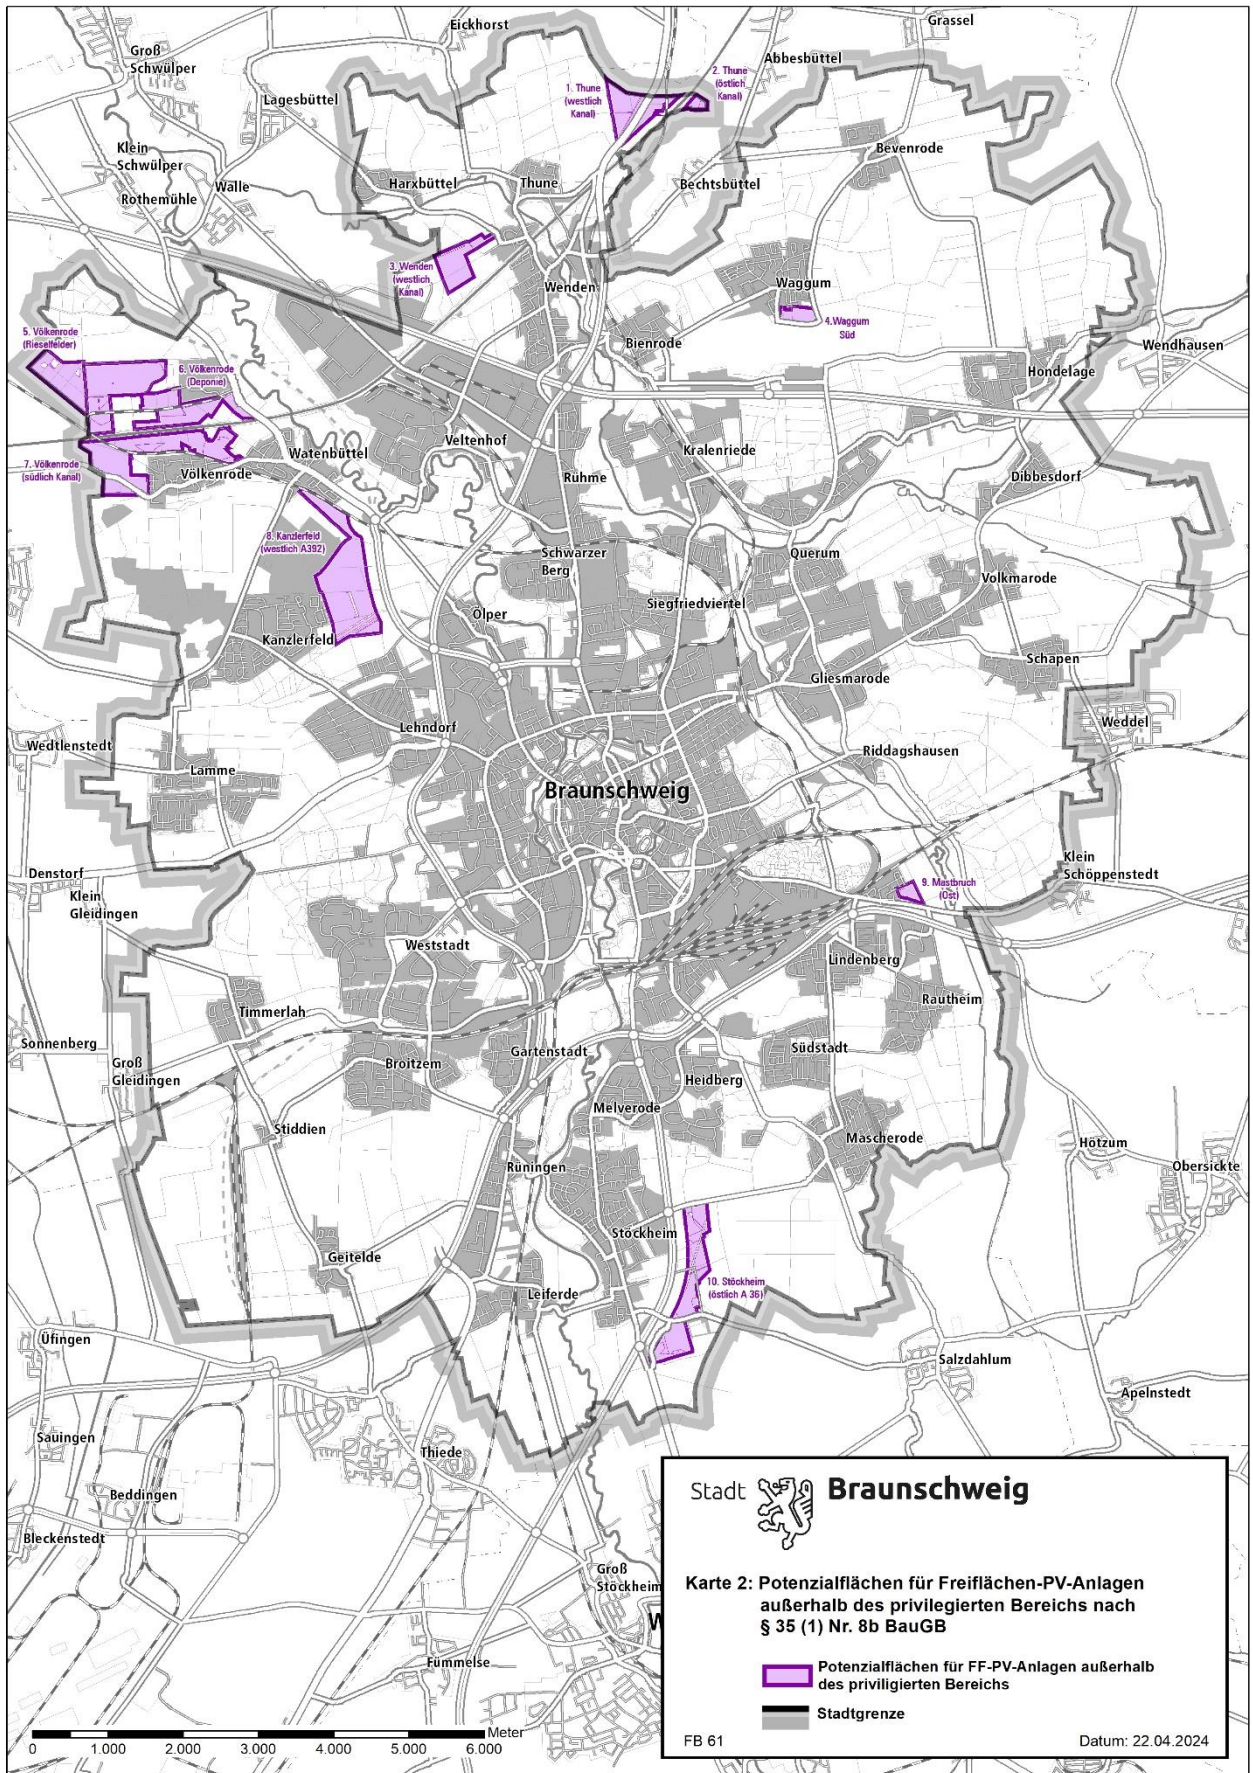 Eickhorst
Grassel
Groß
Schwülper
Abbesbüttel
2. Thune
(östlich
Kanal)
1. Thune
(westlich
Kanal)
Lagesbüttel
Klein
Schwülper
Bevenrode
Walle
Harxbüttel
Thune
Bechtsbüttel
Rothemühle
3. Wenden
(westlich
Kanal)
Wenden
Waggum
4.Waggum
Süd
5. Völkenrode
(Rieselfelder)
Bienrode
Wendhausen
6. Völkenrode
(Deponie)
Hondelage
Veltenhof
Watenbüttel
Kralenriede
7. Völkenrode
(südlich Kanal)
Völkenrode
Rühme
Dibbesdorf
8. Kanzlerfeld
(westlich A392)
Schwarzer
Berg
Querum
Volkmarode
Siegfriedviertel
Ölper
Kanzlerfeld
Schapen
Gliesmarode
Lehndorf
Weddel
Wedtlenstedt
Riddagshausen
Lamme
Braunschweig
Denstorf
Klein
Schöppenstedt
Klein
Gleidingen
9. Mastbruch
(Ost)
Weststadt
Lindenberg
Rautheim
Timmerlah
Sonnenberg
Südstadt
Gartenstadt
Groß
Gleidingen
Broitzem
Heidberg
Melverode
Stiddien
Mascherode
Hötzum
Rüningen
Obersickte
Stöckheim
Geitelde
10. Stöckheim
(östlich A 36)
Leiferde
Üfingen
Salzdahlum
Apelnstedt
Sauingen
Thiede
Beddingen
Bleckenstedt
Groß
Stöckheim
W
Fümmelse
Stadt Braunschweig
Karte 2: Potenzialflächen für Freiflächen-PV-Anlagen
außerhalb des privilegierten Bereichs nach
§ 35 (1) Nr. 8b BauGB
Potenzialflächen für FF-PV-Anlagen außerhalb
des priviligierten Bereichs
Stadtgrenze
FB 61 Datum: 22.04.2024
Meter
0 1.000 2.000 3.000 4.000 5.000 6.000